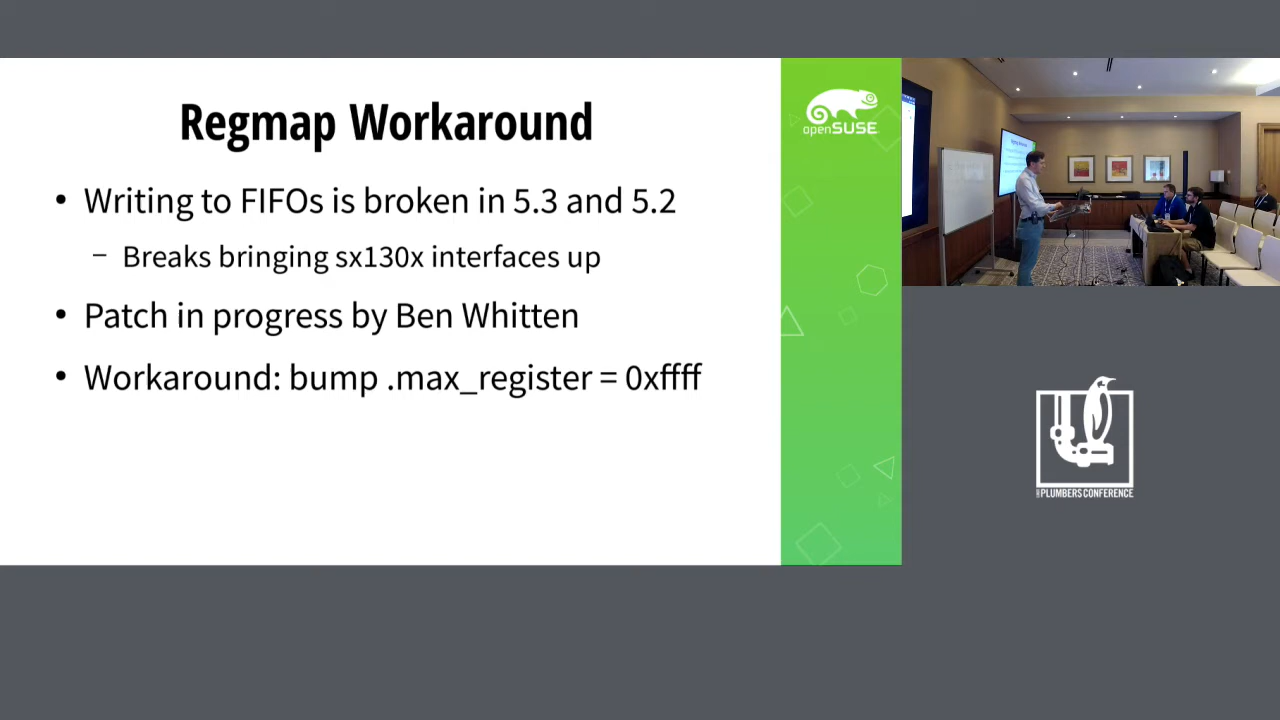 Regmap Workaround
• Writing to FIFOs is broken in 5.3 and 5.2
– Breaks bringing sx130x interfaces up
• Patch in progress by Ben Whitten
• Workaround: bump .max_register = 0xffff
openSUSE
PLUMBERS CONFERENCE